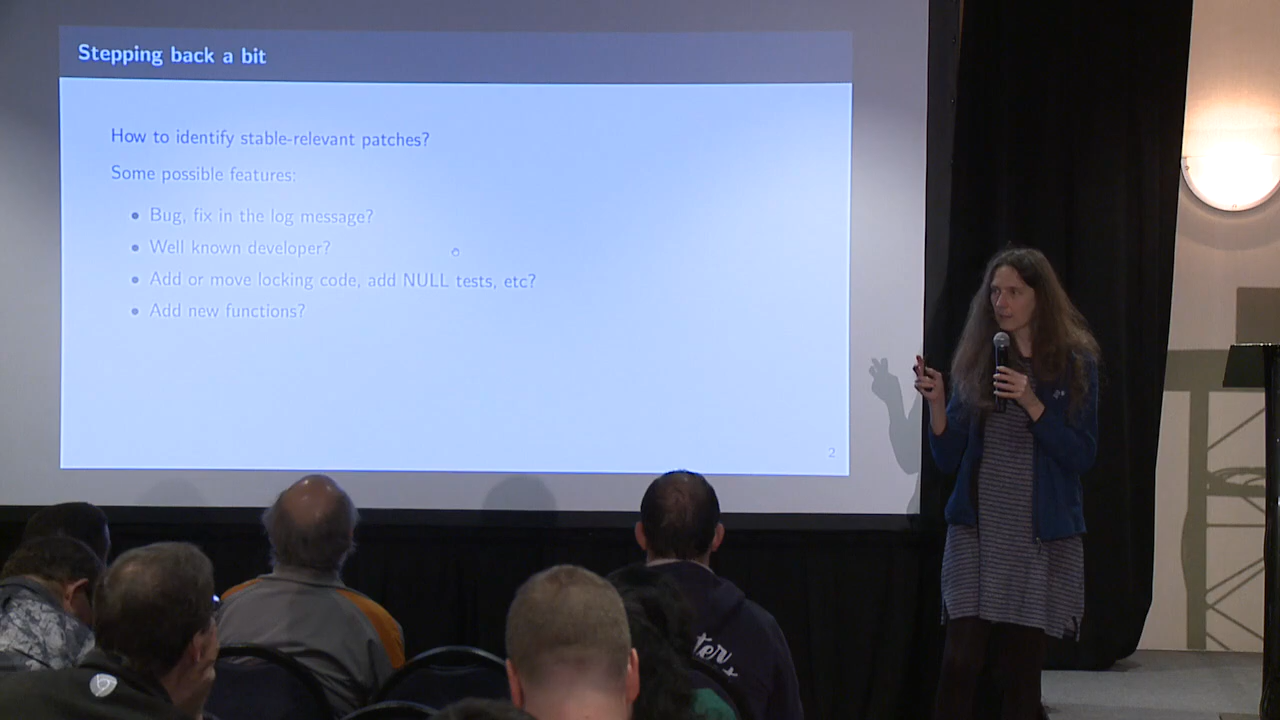 Stepping back a bit
How to identify stable-relevant patches?
Some possible features:
• Bug, fix in the log message?
• Well known developer?
• Add or move locking code, add NULL tests, etc?
• Add new functions?
2